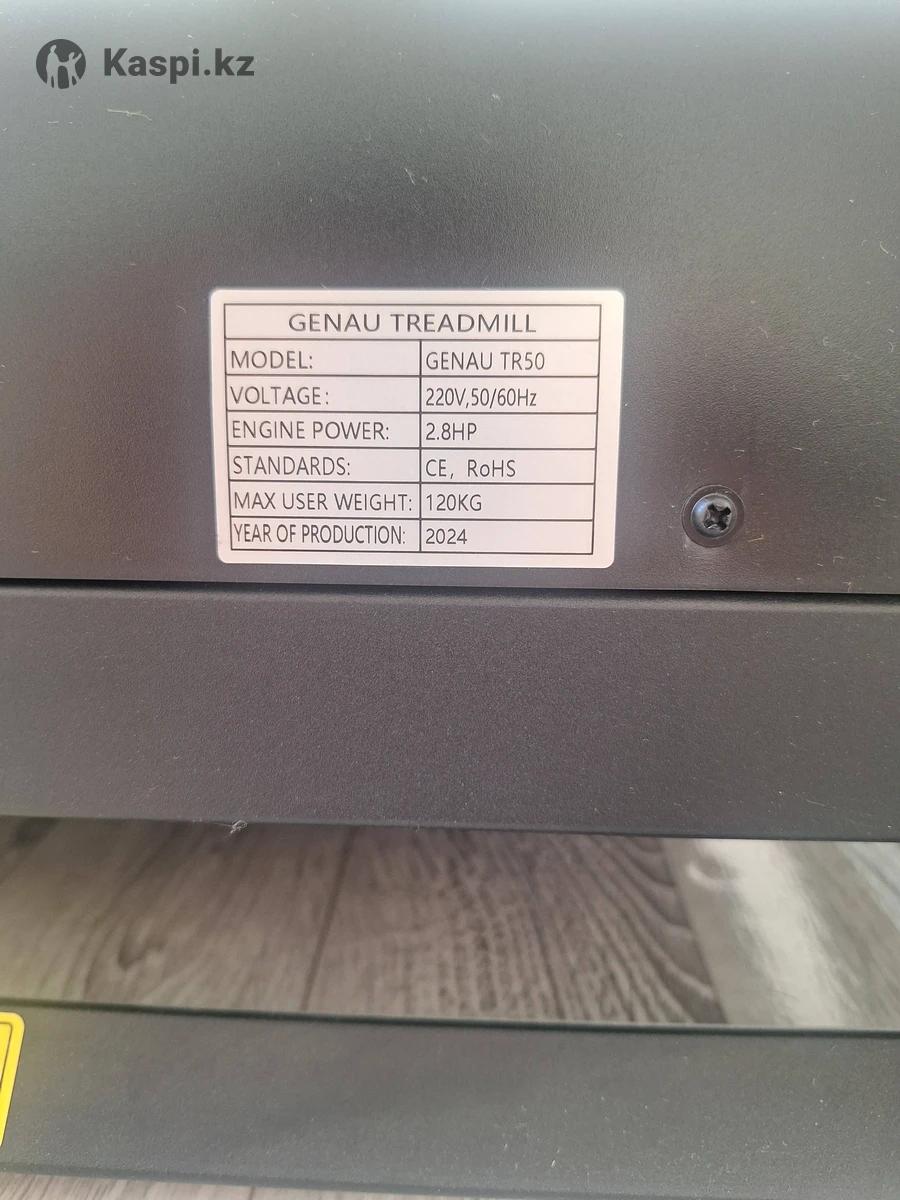 Kaspi.kz
GENAU TREADMILL
MODEL: GENAU TR50
VOLTAGE: 220V,50/60Hz
ENGINE POWER: 2.8HP
STANDARDS: CE, RoHS
MAX USER WEIGHT: 120KG
YEAR OF PRODUCTION: 2024